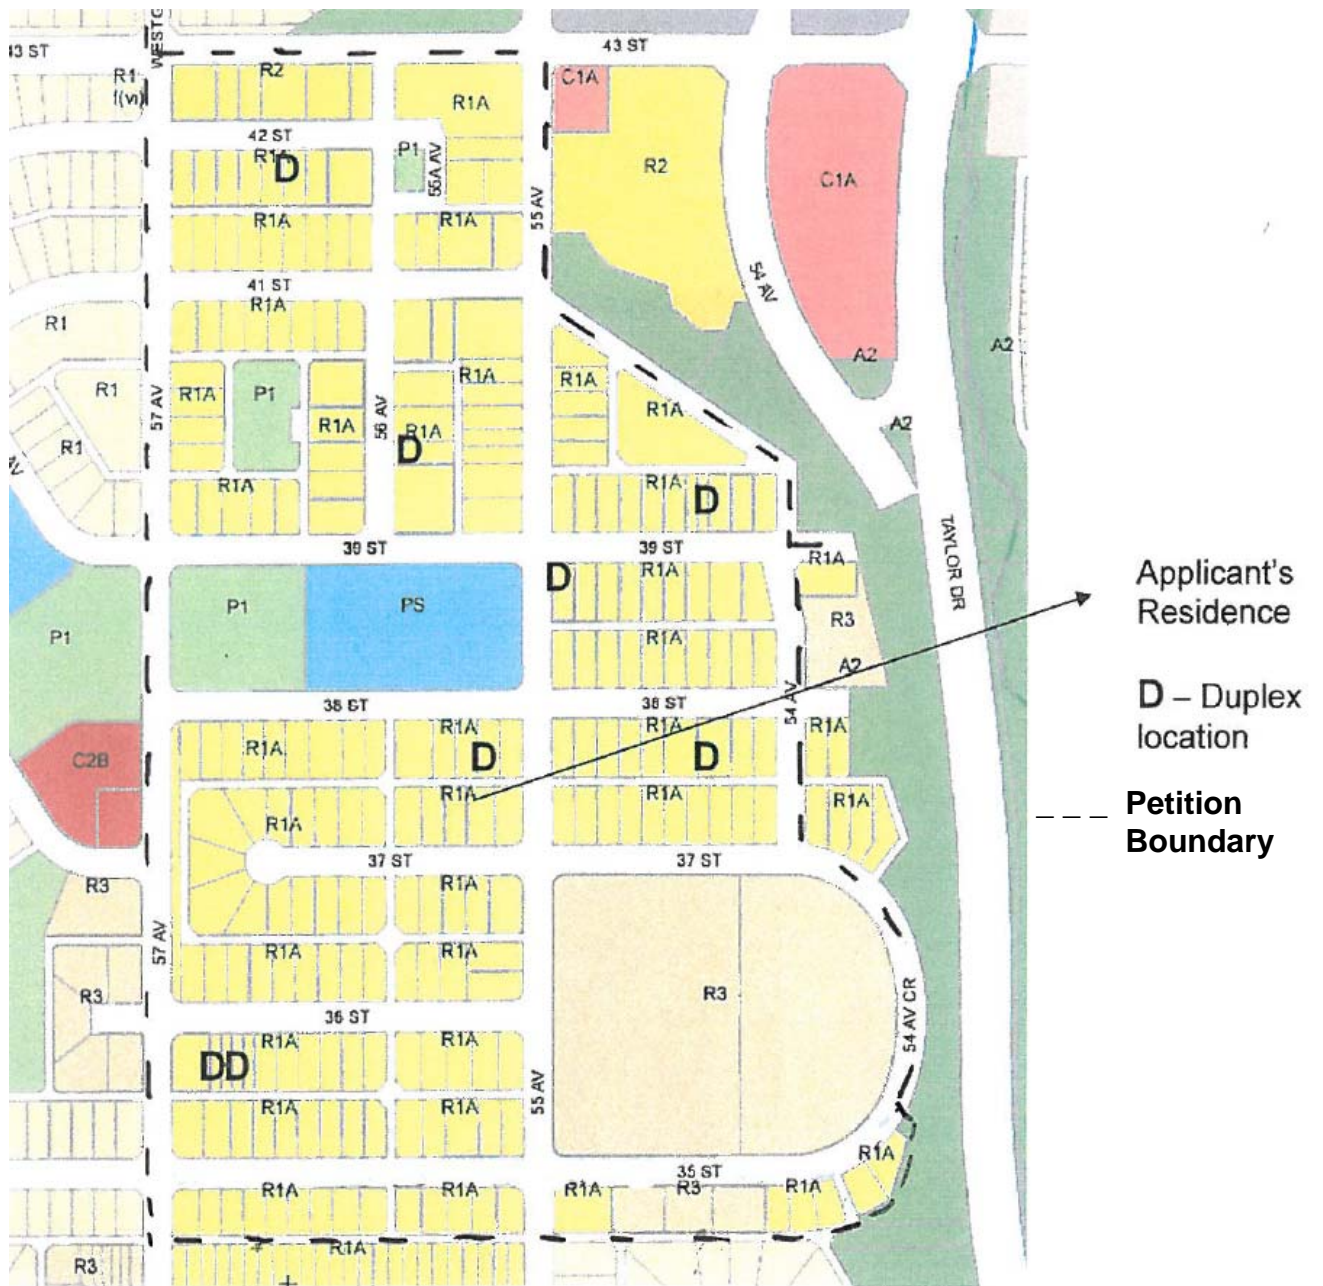 43 ST
43 ST
R1
f(vi)
R2
R1A
C1A
42 ST
R1A
D
P1
55A AV
R2
C1A
R1A
R1A
55 AV
54 AV
41 ST
R1A
R1
A2
A2
R1
R1A
P1
R1A
R1A
57 AV
56 AV
R1A
R1A
R1A
D
A2
R1
R1A
R1A
D
39 ST
39 ST
TAYLOR DR
D
R1A
R1A
Applicant's
Residence
P1
PS
R3
P1
R1A
A2
D – Duplex
location
38 ST
38 ST
54 AV
R1A
R1A
D
R1A
D
R1A
C2B
R1A
R1A
R1A
R1A
Petition
Boundary
37 ST
37 ST
R3
R1A
57 AV
R1A
R1A
R3
R3
54 AV CR
36 ST
R1A
R1A
DD
55 AV
R1A
R1A
R1A
35 ST
R1A
R1A
R1A
R3
R1A
R1A
R3